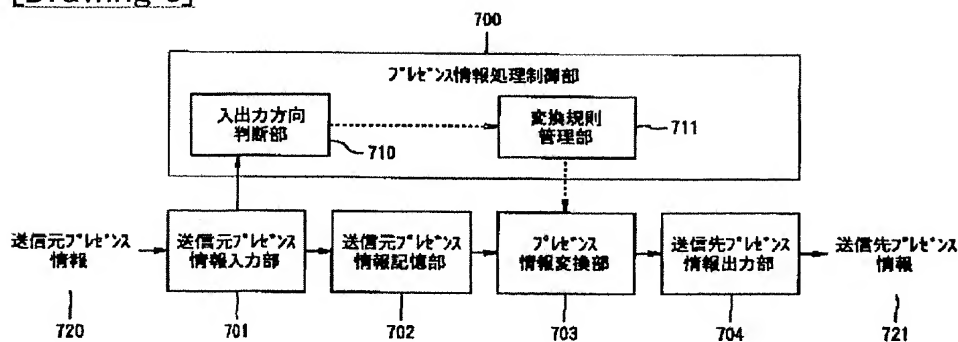 700
プレゼンス情報処理制御部
入出力方向
判断部
710
変換規則
管理部
711
送信元プレゼンス
情報
送信元プレゼンス
情報入力部
送信元プレゼンス
情報記憶部
プレゼンス
情報変換部
送信先プレゼンス
情報出力部
送信先プレゼンス
情報
720
701
702
703
704
721